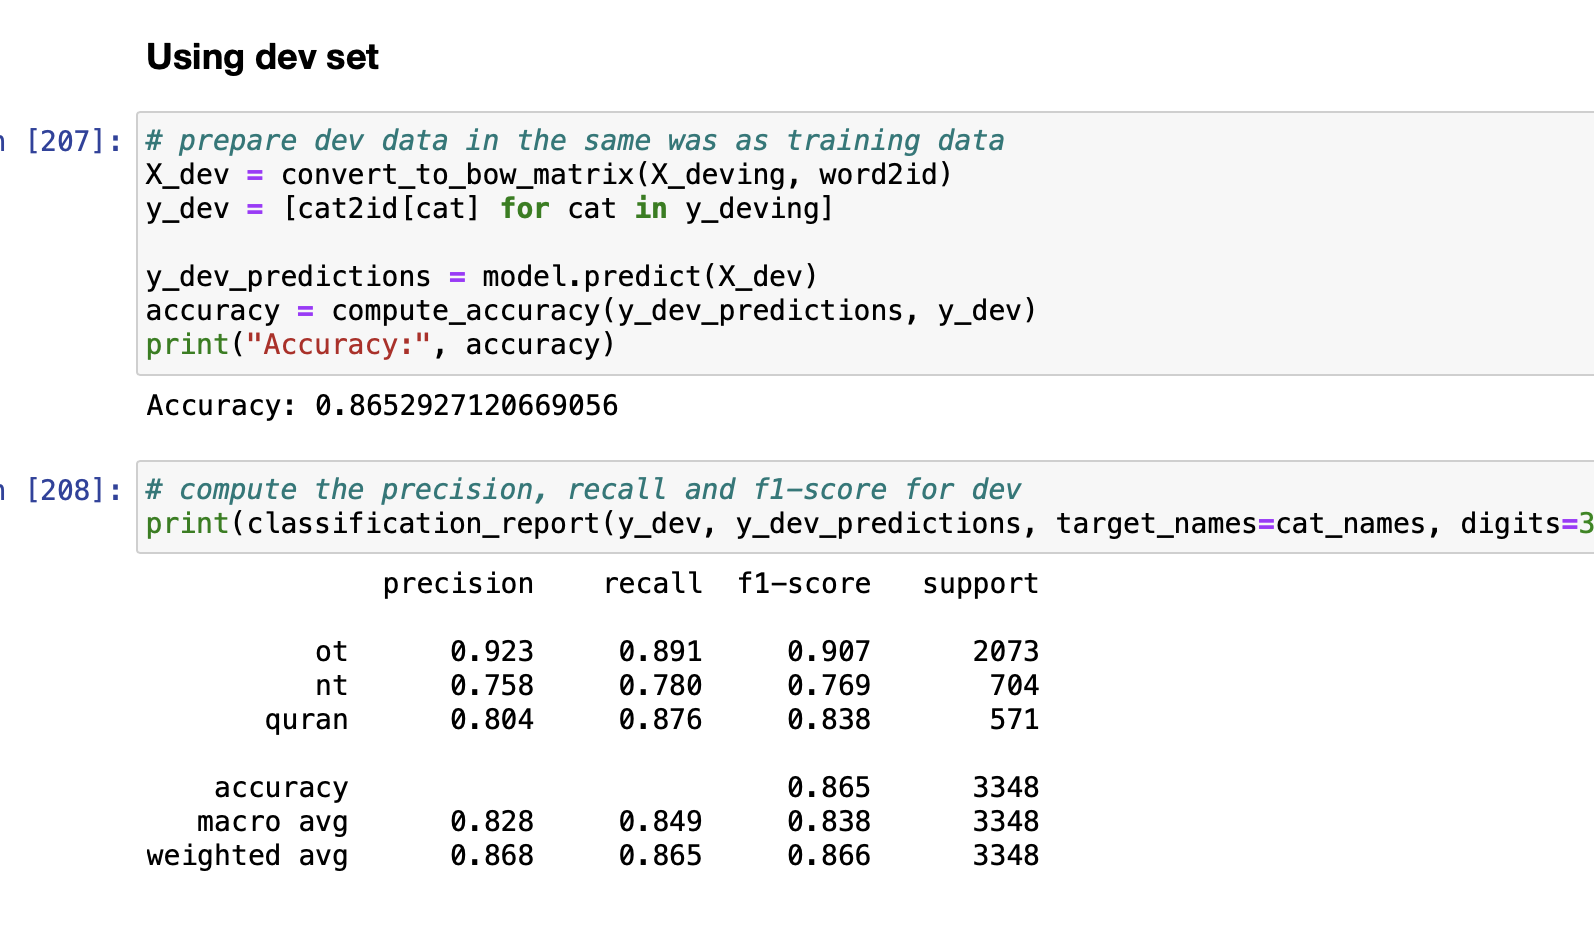 Using dev set
[207]:
# prepare dev data in the same was as training data
X_dev = convert_to_bow_matrix(X_deving, word2id)
y_dev = [cat2id[cat] for cat in y_deving]
y_dev_predictions = model.predict(X_dev)
accuracy = compute_accuracy(y_dev_predictions, y_dev)
print("Accuracy:", accuracy)
Accuracy: 0.8652927120669056
[208]:
# compute the precision, recall and f1-score for dev
print(classification_report(y_dev, y_dev_predictions, target_names=cat_names, digits=3
precision recall f1-score support
ot 0.923 0.891 0.907 2073
nt 0.758 0.780 0.769 704
quran 0.804 0.876 0.838 571
accuracy 0.865 3348
macro avg 0.828 0.849 0.838 3348
weighted avg 0.868 0.865 0.866 3348